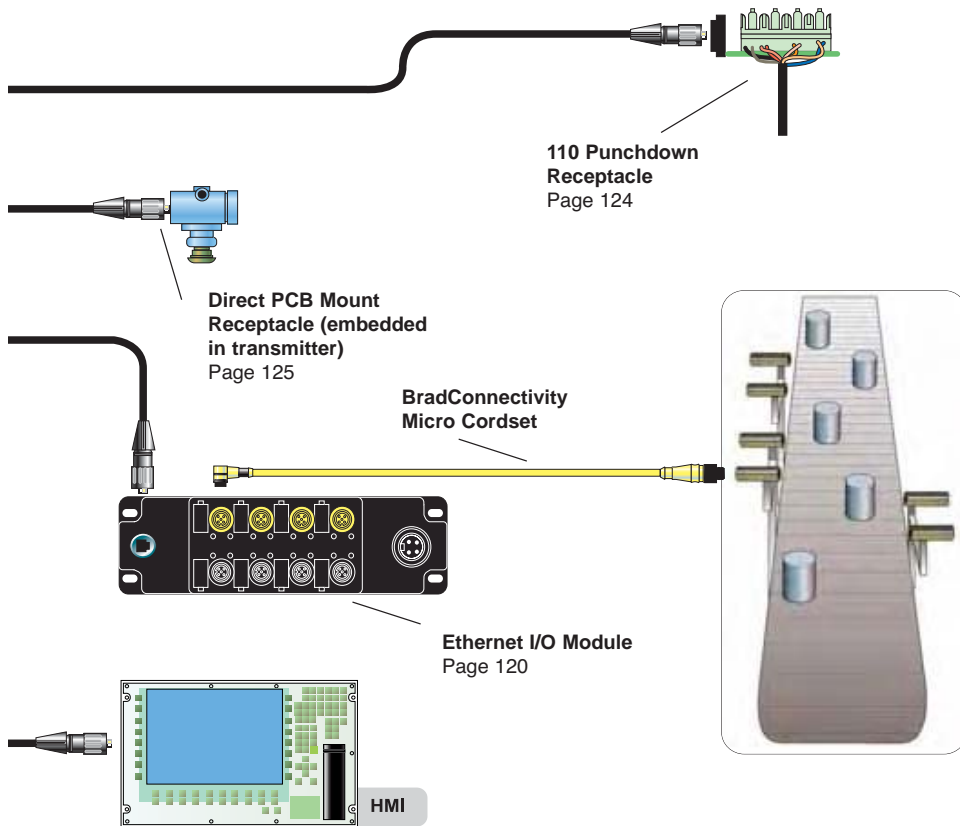 110 Punchdown
Receptacle
Page 124
Direct PCB Mount
Receptacle (embedded
in transmitter)
Page 125
BradConnectivity
Micro Cordset
Ethernet I/O Module
Page 120
HMI